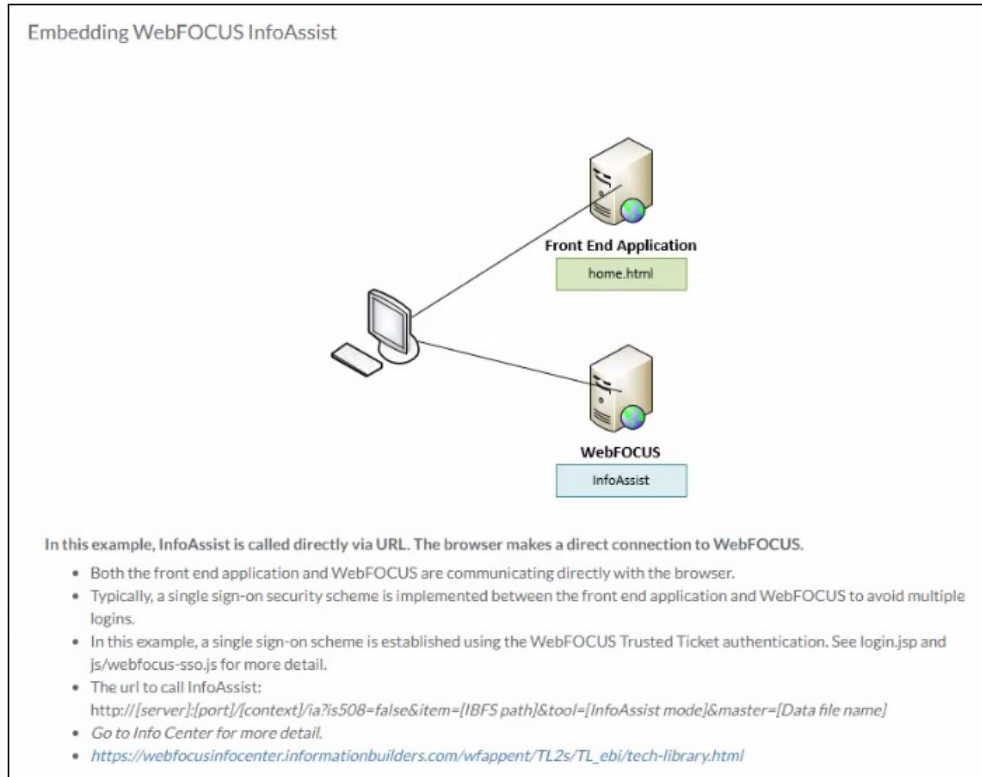 Embedding WebFOCUS InfoAssist
Front End Application
home.html
WebFOCUS
InfoAssist
In this example, InfoAssist is called directly via URL. The browser makes a direct connection to WebFOCUS.
• Both the front end application and WebFOCUS are communicating directly with the browser.
• Typically, a single sign-on security scheme is implemented between the front end application and WebFOCUS to avoid multiple
logins.
• In this example, a single sign-on scheme is established using the WebFOCUS Trusted Ticket authentication. See login.jsp and
js/webfocus-sso.js for more detail.
• The url to call InfoAssist:
http://[server]:[port]/[context]/ia?is508=false&item=[IBFS path]&tool=[InfoAssist mode]&master=[Data file name]
• Go to Info Center for more detail.
• https://webfocusinfocenter.informationbuilders.com/wfappent/TL2s/TL_ebi/tech-library.html